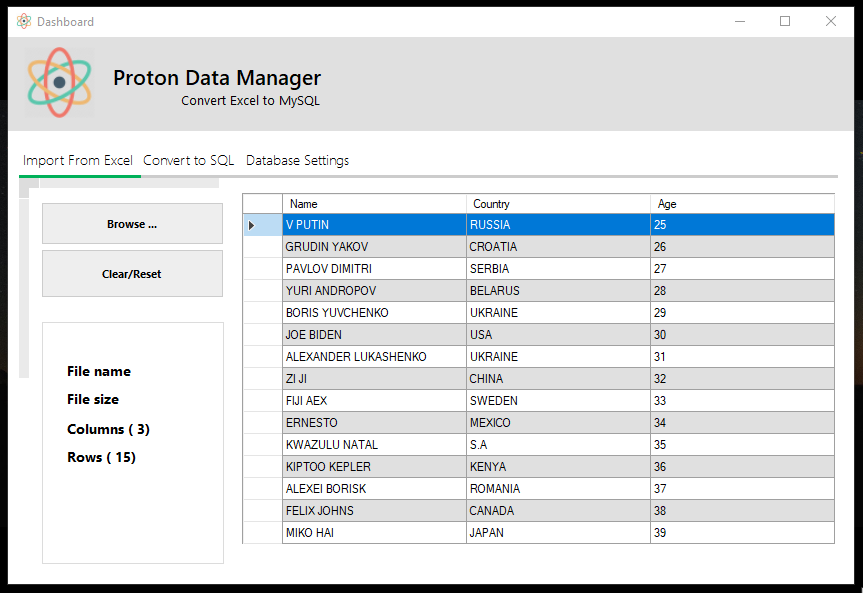 Dashboard
Proton Data Manager
Convert Excel to MySQL
Import From Excel Convert to SQL Database Settings
Browse ...
Clear/Reset
File name
File size
Columns ( 3)
Rows ( 15)
Name Country Age
V PUTIN RUSSIA 25
GRUDIN YAKOV CROATIA 26
PAVLOV DIMITRI SERBIA 27
YURI ANDROPOV BELARUS 28
BORIS YUVCHENKO UKRAINE 29
JOE BIDEN USA 30
ALEXANDER LUKASHENKO UKRAINE 31
ZI JI CHINA 32
FIJI AEX SWEDEN 33
ERNESTO MEXICO 34
KWAZULU NATAL S.A 35
KIPTOO KEPLER KENYA 36
ALEXEI BORISK ROMANIA 37
FELIX JOHNS CANADA 38
MIKO HAI JAPAN 39